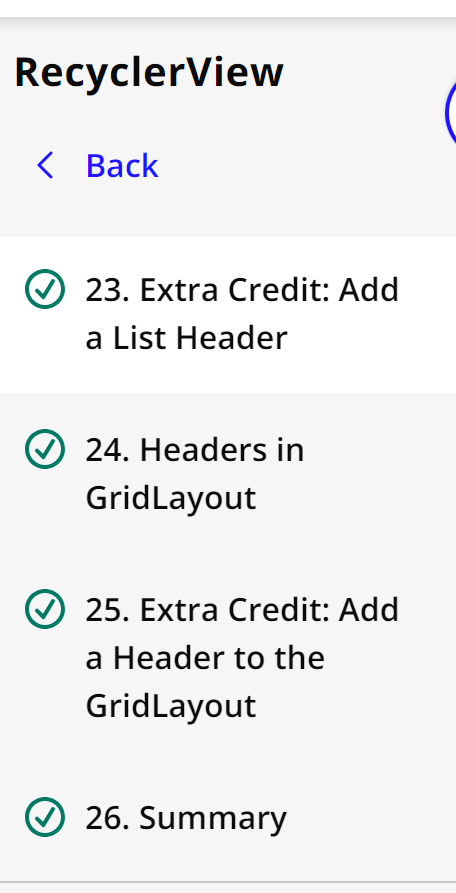 RecyclerView
Back
23. Extra Credit: Add
a List Header
24. Headers in
GridLayout
25. Extra Credit: Add
a Header to the
GridLayout
26. Summary